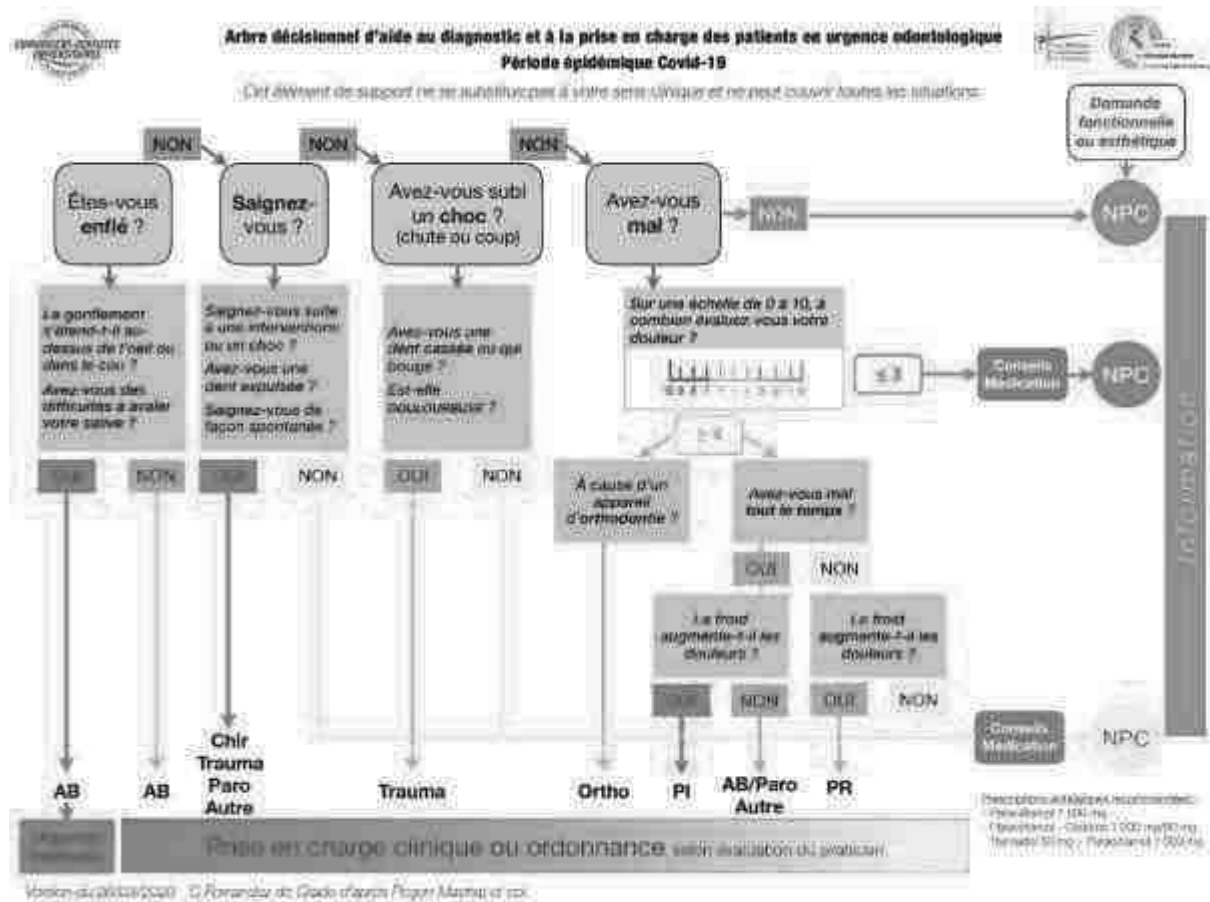 Arbre décisionnel d'aide au diagnostic et à la prise en charge des patients en urgence odontologique
Période épidémique Covid-19
Cet élément de support ne se substitue pas à votre sens clinique et ne peut couvrir toutes les situations.
Demande
fonctionnelle
ou esthétique
NON
NON
NON
Êtes-vous
enflé ?
Saignez-
vous ?
Avez-vous subi
un choc ?
(chute ou coup)
Avez-vous
mal ?
NON
NPC
Le gonflement
s'étend-t-il au-
dessus de l'oeil ou
dans le cou ?
Avez-vous des
difficultés à avaler
votre salive ?
Saignez-vous suite
à une interventions
ou un choc ?
Avez-vous une
dent expulsée ?
Saignez-vous de
façon spontanée ?
Avez-vous une
dent cassée ou qui
bouge ?
Est-elle
douloureuse ?
Sur une échelle de 0 à 10, à
combien évaluez vous votre
douleur ?
≤ 3
Conseils
Médication
NPC
Information
OUI
NON
OUI
NON
OUI
NON
À cause d'un
appareil
d'orthodontie ?
Avez-vous mal
tout le temps ?
OUI
NON
Le froid
augmente-t-il les
douleurs ?
Le froid
augmente-t-il les
douleurs ?
OUI
NON
OUI
NON
Conseils
Médication
NPC
AB
AB
Chir
Trauma
Paro
Autre
Trauma
Ortho
PI
AB/Paro
Autre
PR
Prise en charge clinique ou ordonnance, selon évaluation du praticien.
Prescriptions antalgiques recommandées
Paracétamol 1 000 mg